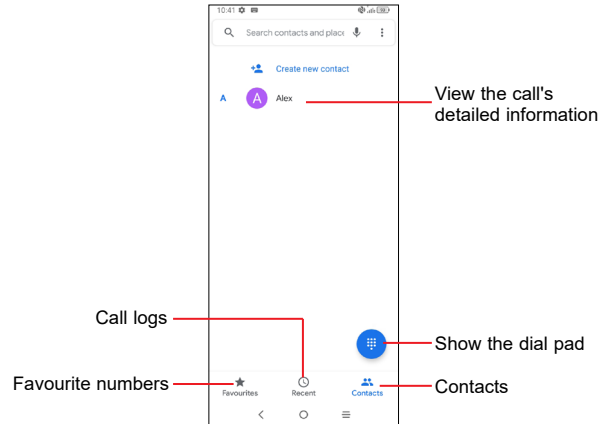 10:41
Search contacts and place
Create new contact
A
A
Alex
View the call's
detailed information
Call logs
Show the dial pad
Favourite numbers
Contacts
Favourites
Recent
Contacts